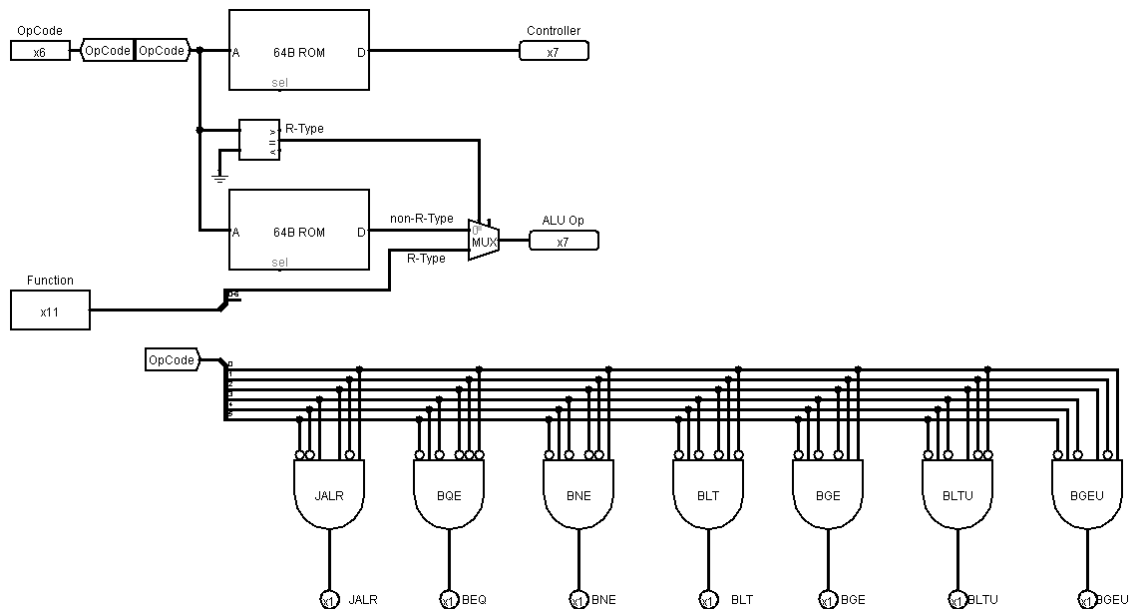 OpCode
x6
OpCode
OpCode
A
64B ROM
D
sel
Controller
x7
R-Type
>
=
<
A
64B ROM
D
sel
non-R-Type
R-Type
MUX
ALU Op
x7
Function
x11
OpCode
JALR
BQE
BNE
BLT
BGE
BLTU
BGEU
x1 JALR
x1 BEQ
x1 BNE
x1 BLT
x1 BGE
x1 BLTU
x1 BGEU